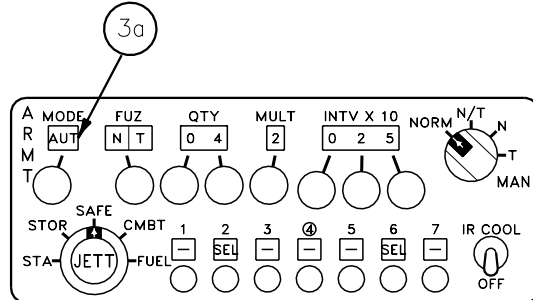 3a
ARMT
MODE FUZ QTY MULT INTV X 10
AUT N T 0 4 2 0 2 5
NORM N/T N T MAN
SAFE
STOR CMBT
STA JETT FUEL
1 2 3 4 5 6 7
– SEL – – – SEL –
IR COOL
OFF